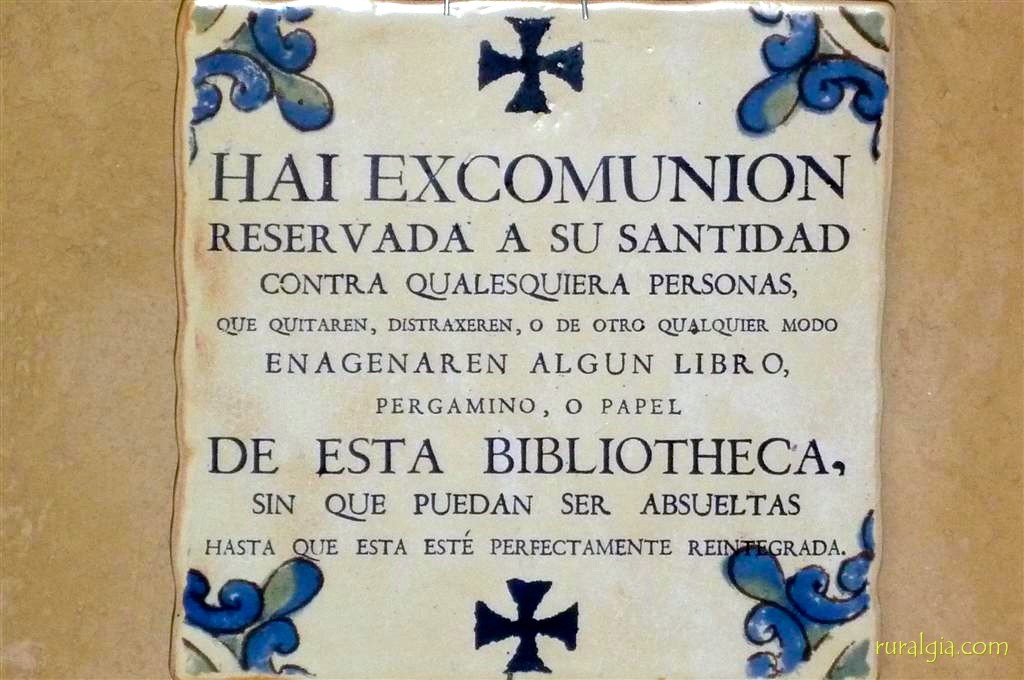 HAI EXCOMUNION
RESERVADA A SU SANTIDAD
CONTRA QUALESQUIERA PERSONAS,
QUE QUITAREN, DISTRAXEREN, O DE OTRO QUALQUIER MODO
ENAGENAREN ALGUN LIBRO,
PERGAMINO, O PAPEL
DE ESTA BIBLIOTHECA,
SIN QUE PUEDAN SER ABSUELTAS
HASTA QUE ESTA ESTÉ PERFECTAMENTE REINTEGRADA.
ruralgia.com